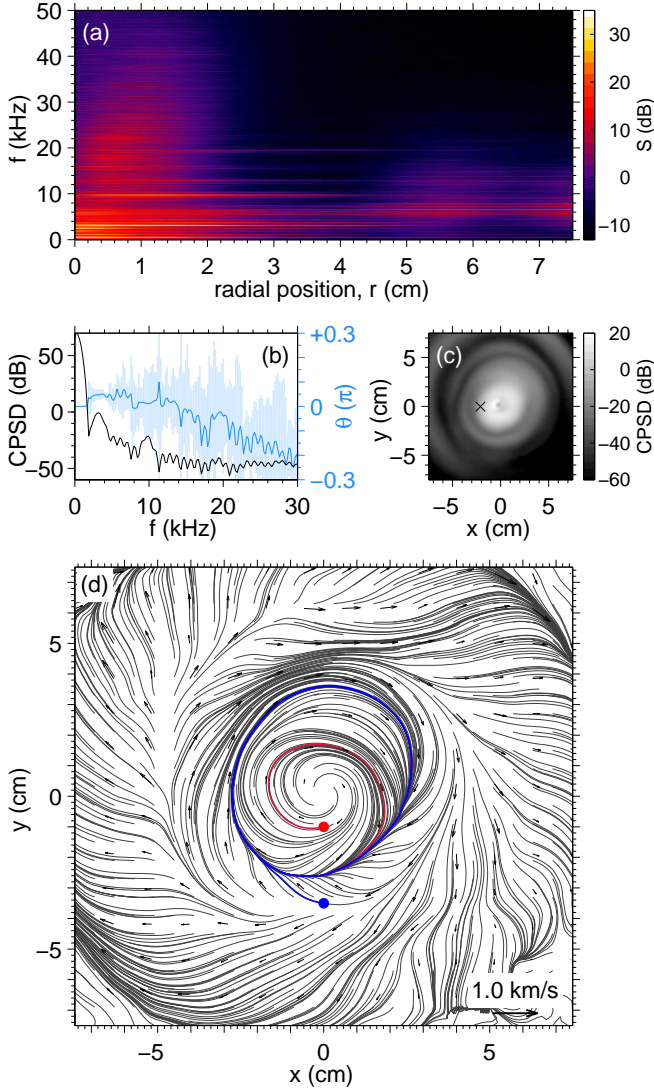 (a)
50
40
30
20
10
0
f (kHz)
0 1 2 3 4 5 6 7
radial position, r (cm)
30
20
10
0
−10
S (dB)
(b)
50
0
−50
CPSD (dB)
+0.3
0
-0.3
θ (π)
0 10 20 30
f (kHz)
(c)
5
0
−5
y (cm)
−5 0 5
x (cm)
20
0
−20
−40
−60
CPSD (dB)
(d)
5
0
−5
y (cm)
1.0 km/s
−5 0 5
x (cm)